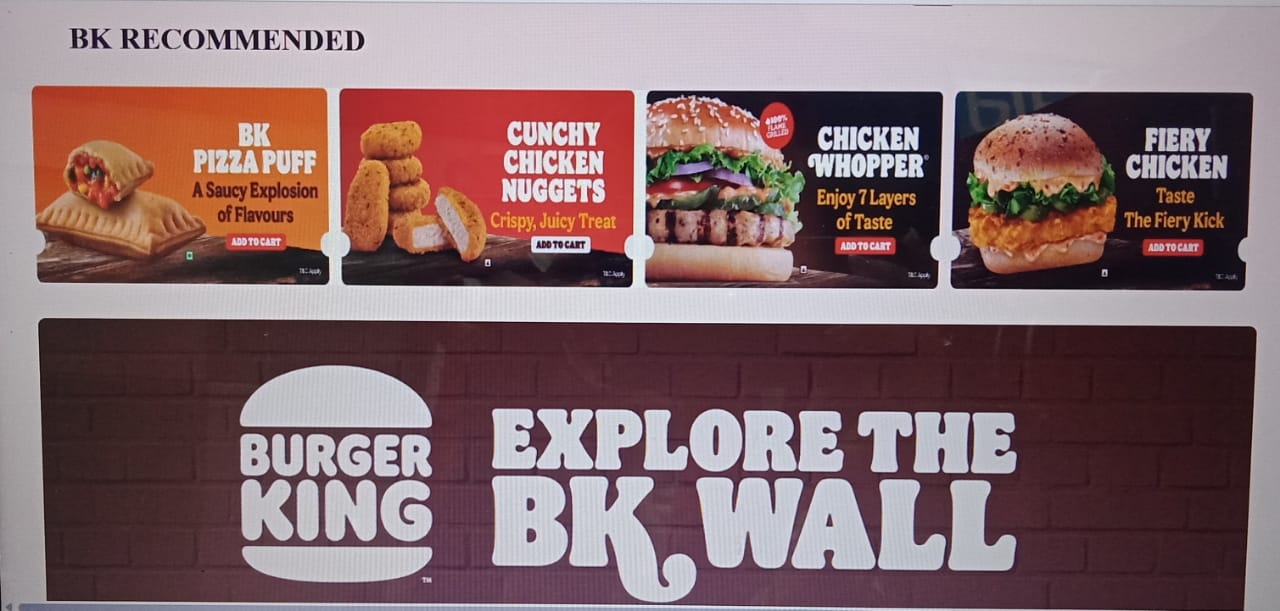 BK RECOMMENDED
BK
PIZZA PUFF
A Saucy Explosion
of Flavours
ADD TO CART
T&C Apply
CUNCHY
CHICKEN
NUGGETS
Crispy, Juicy Treat
ADD TO CART
T&C Apply
100%
FLAME
GRILLED
CHICKEN
WHOPPER®
Enjoy 7 Layers
of Taste
ADD TO CART
T&C Apply
FIERY
CHICKEN
Taste
The Fiery Kick
ADD TO CART
T&C Apply
BURGER
KING
TM
EXPLORE THE
BK WALL